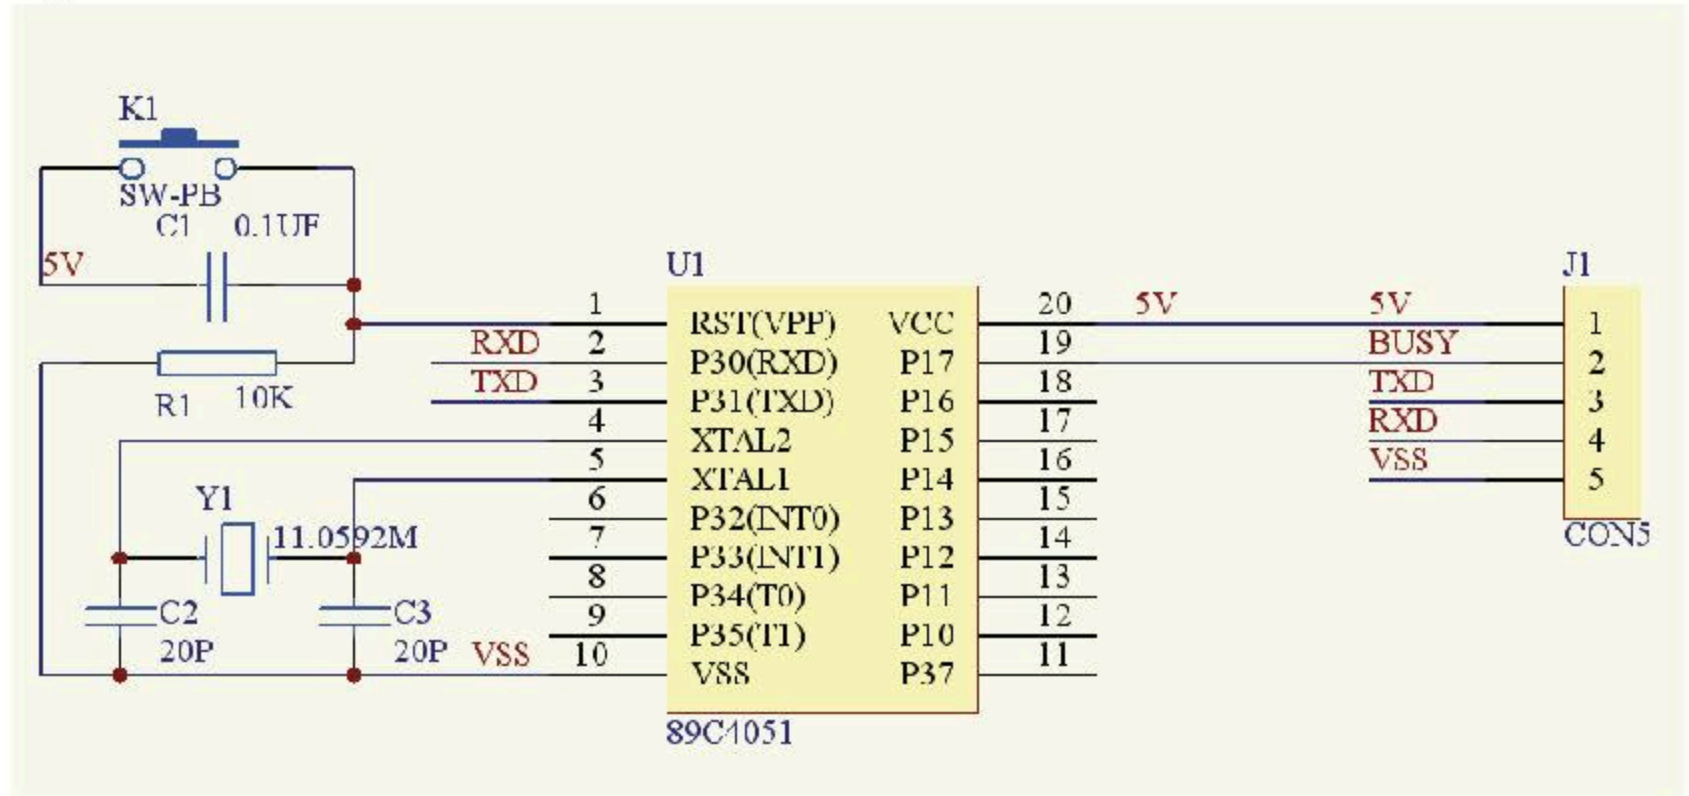 K1
SW-PB
C1 0.1UF
5V
R1 10K
Y1
11.0592M
C2
20P
C3
20P
RXD
TXD
VSS
U1
1 RST(VPP) VCC 20
2 P30(RXD) P17 19
3 P31(TXD) P16 18
4 XTAL2 P15 17
5 XTAL1 P14 16
6 P32(INT0) P13 15
7 P33(INT1) P12 14
8 P34(T0) P11 13
9 P35(T1) P10 12
10 VSS P37 11
89C4051
5V
J1
5V 1
BUSY 2
TXD 3
RXD 4
VSS 5
CON5